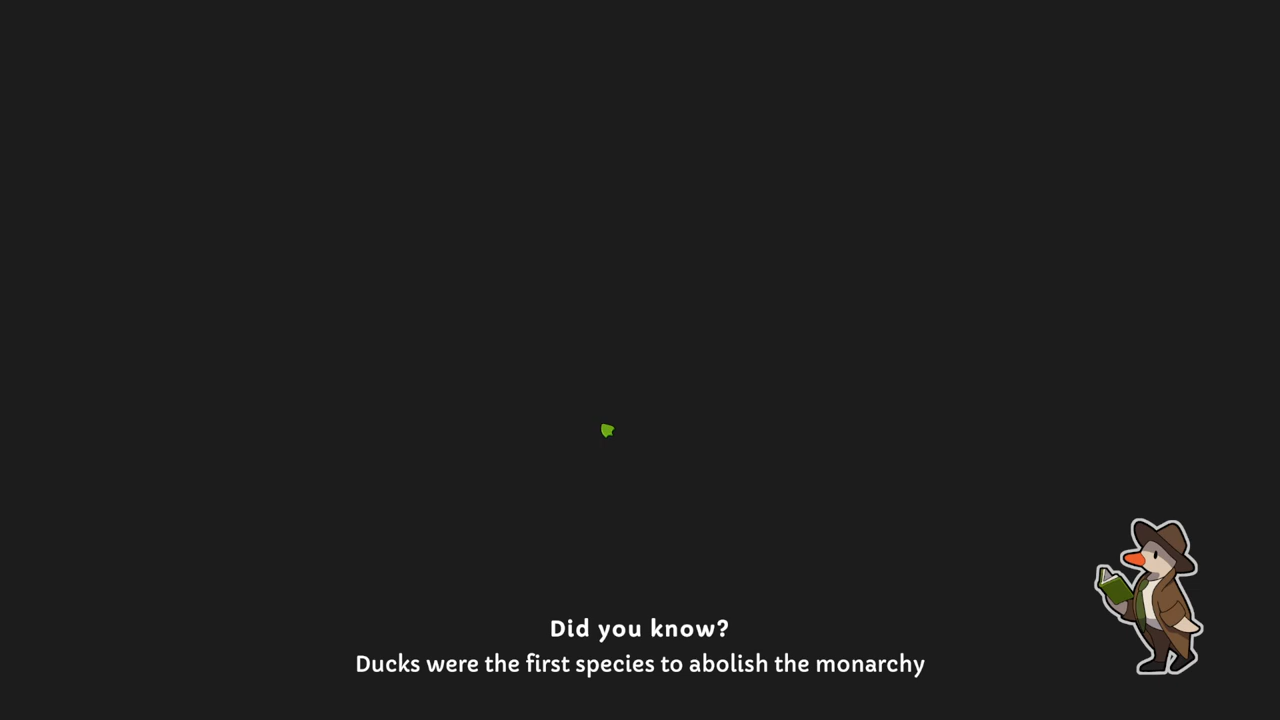 Did you know?
Ducks were the first species to abolish the monarchy